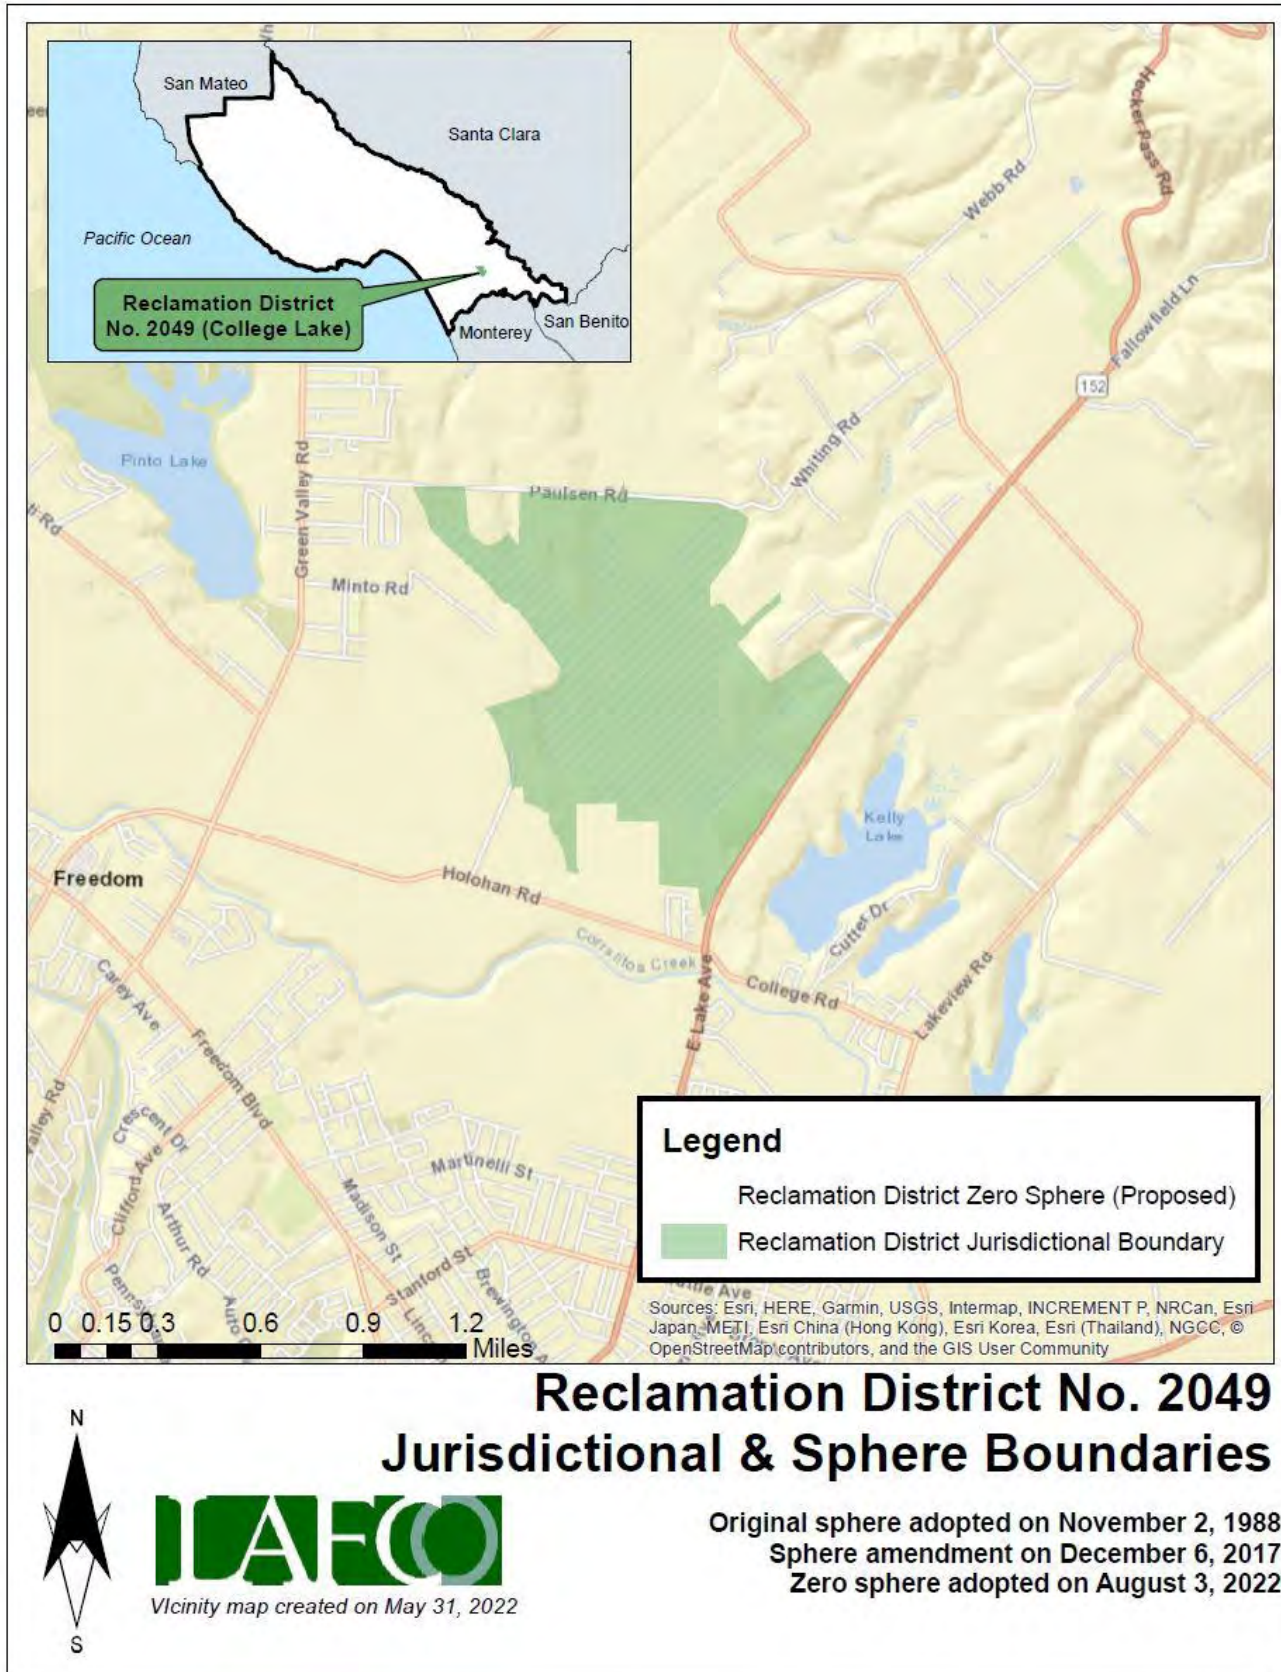 San Mateo
Santa Clara
Pacific Ocean
Reclamation District
No. 2049 (College Lake)
Monterey
San Benito
Hecker Pass Rd
Webb Rd
Fallowfield Ln
152
Whiting Rd
Pinto Lake
Green Valley Rd
Paulsen Rd
Minto Rd
Kelly
Lake
Freedom
Holohan Rd
Corralitos Creek
Cutter Dr
College Rd
Lakeview Rd
E Lake Ave
Carey Ave
Freedom Blvd
Valley Rd
Crescent Dr
Clifford Ave
Arthur Rd
Martinelli St
Madison St
Stanford St
Legend
Reclamation District Zero Sphere (Proposed)
Reclamation District Jurisdictional Boundary
0 0.15 0.3 0.6 0.9 1.2
Miles
Sources: Esri, HERE, Garmin, USGS, Intermap, INCREMENT P, NRCan, Esri
Japan, METI, Esri China (Hong Kong), Esri Korea, Esri (Thailand), NGCC, ©
OpenStreetMap contributors, and the GIS User Community
Reclamation District No. 2049
Jurisdictional & Sphere Boundaries
N
S
LAFCO
VIcinity map created on May 31, 2022
Original sphere adopted on November 2, 1988
Sphere amendment on December 6, 2017
Zero sphere adopted on August 3, 2022